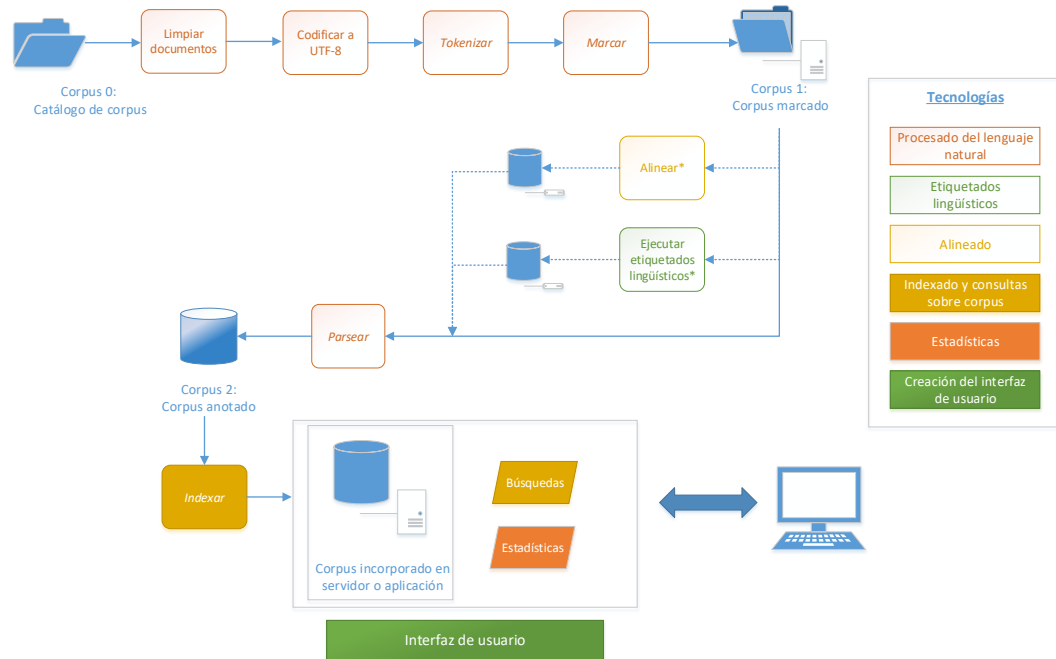 Limpiar
documentos
Codificar a
UTF-8
Tokenizar
Marcar
Corpus 0:
Catálogo de corpus
Corpus 1:
Corpus marcado
Tecnologías
Procesado del lenguaje
natural
Etiquetados
lingüísticos
Alineado
Indexado y consultas
sobre corpus
Estadísticas
Creación del interfaz
de usuario
Alinear*
Ejecutar
etiquetados
lingüísticos*
Parsear
Corpus 2:
Corpus anotado
Indexar
Búsquedas
Estadísticas
Corpus incorporado en
servidor o aplicación
Interfaz de usuario